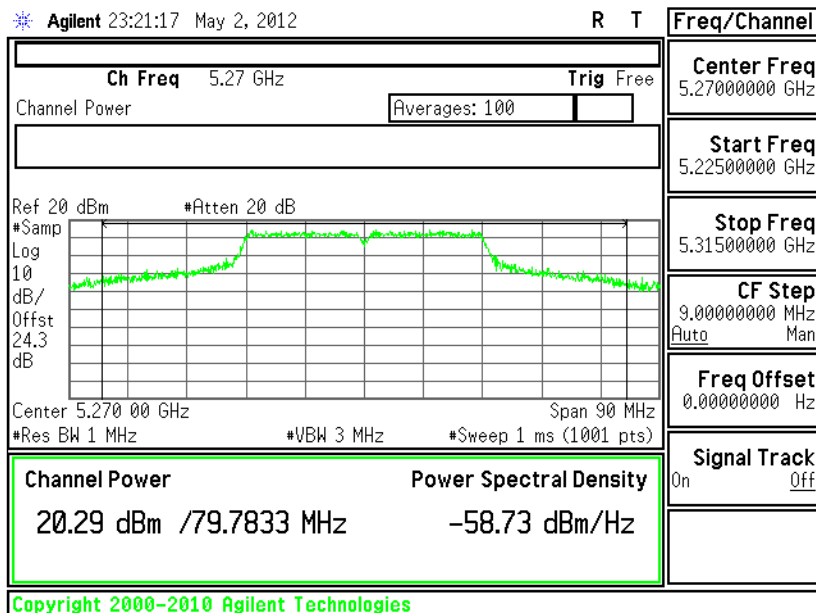 Agilent 23:21:17 May 2, 2012 R T
Freq/Channel
Ch Freq 5.27 GHz Trig Free
Channel Power Averages: 100
Center Freq
5.27000000 GHz
Start Freq
5.22500000 GHz
Stop Freq
5.31500000 GHz
CF Step
9.00000000 MHz
Auto Man
Freq Offset
0.00000000 Hz
Signal Track
On Off
Ref 20 dBm #Atten 20 dB
#Samp
Log
10
dB/
Offst
24.3
dB
Center 5.270 00 GHz Span 90 MHz
#Res BW 1 MHz #VBW 3 MHz #Sweep 1 ms (1001 pts)
Channel Power Power Spectral Density
20.29 dBm /79.7833 MHz -58.73 dBm/Hz
Copyright 2000-2010 Agilent Technologies